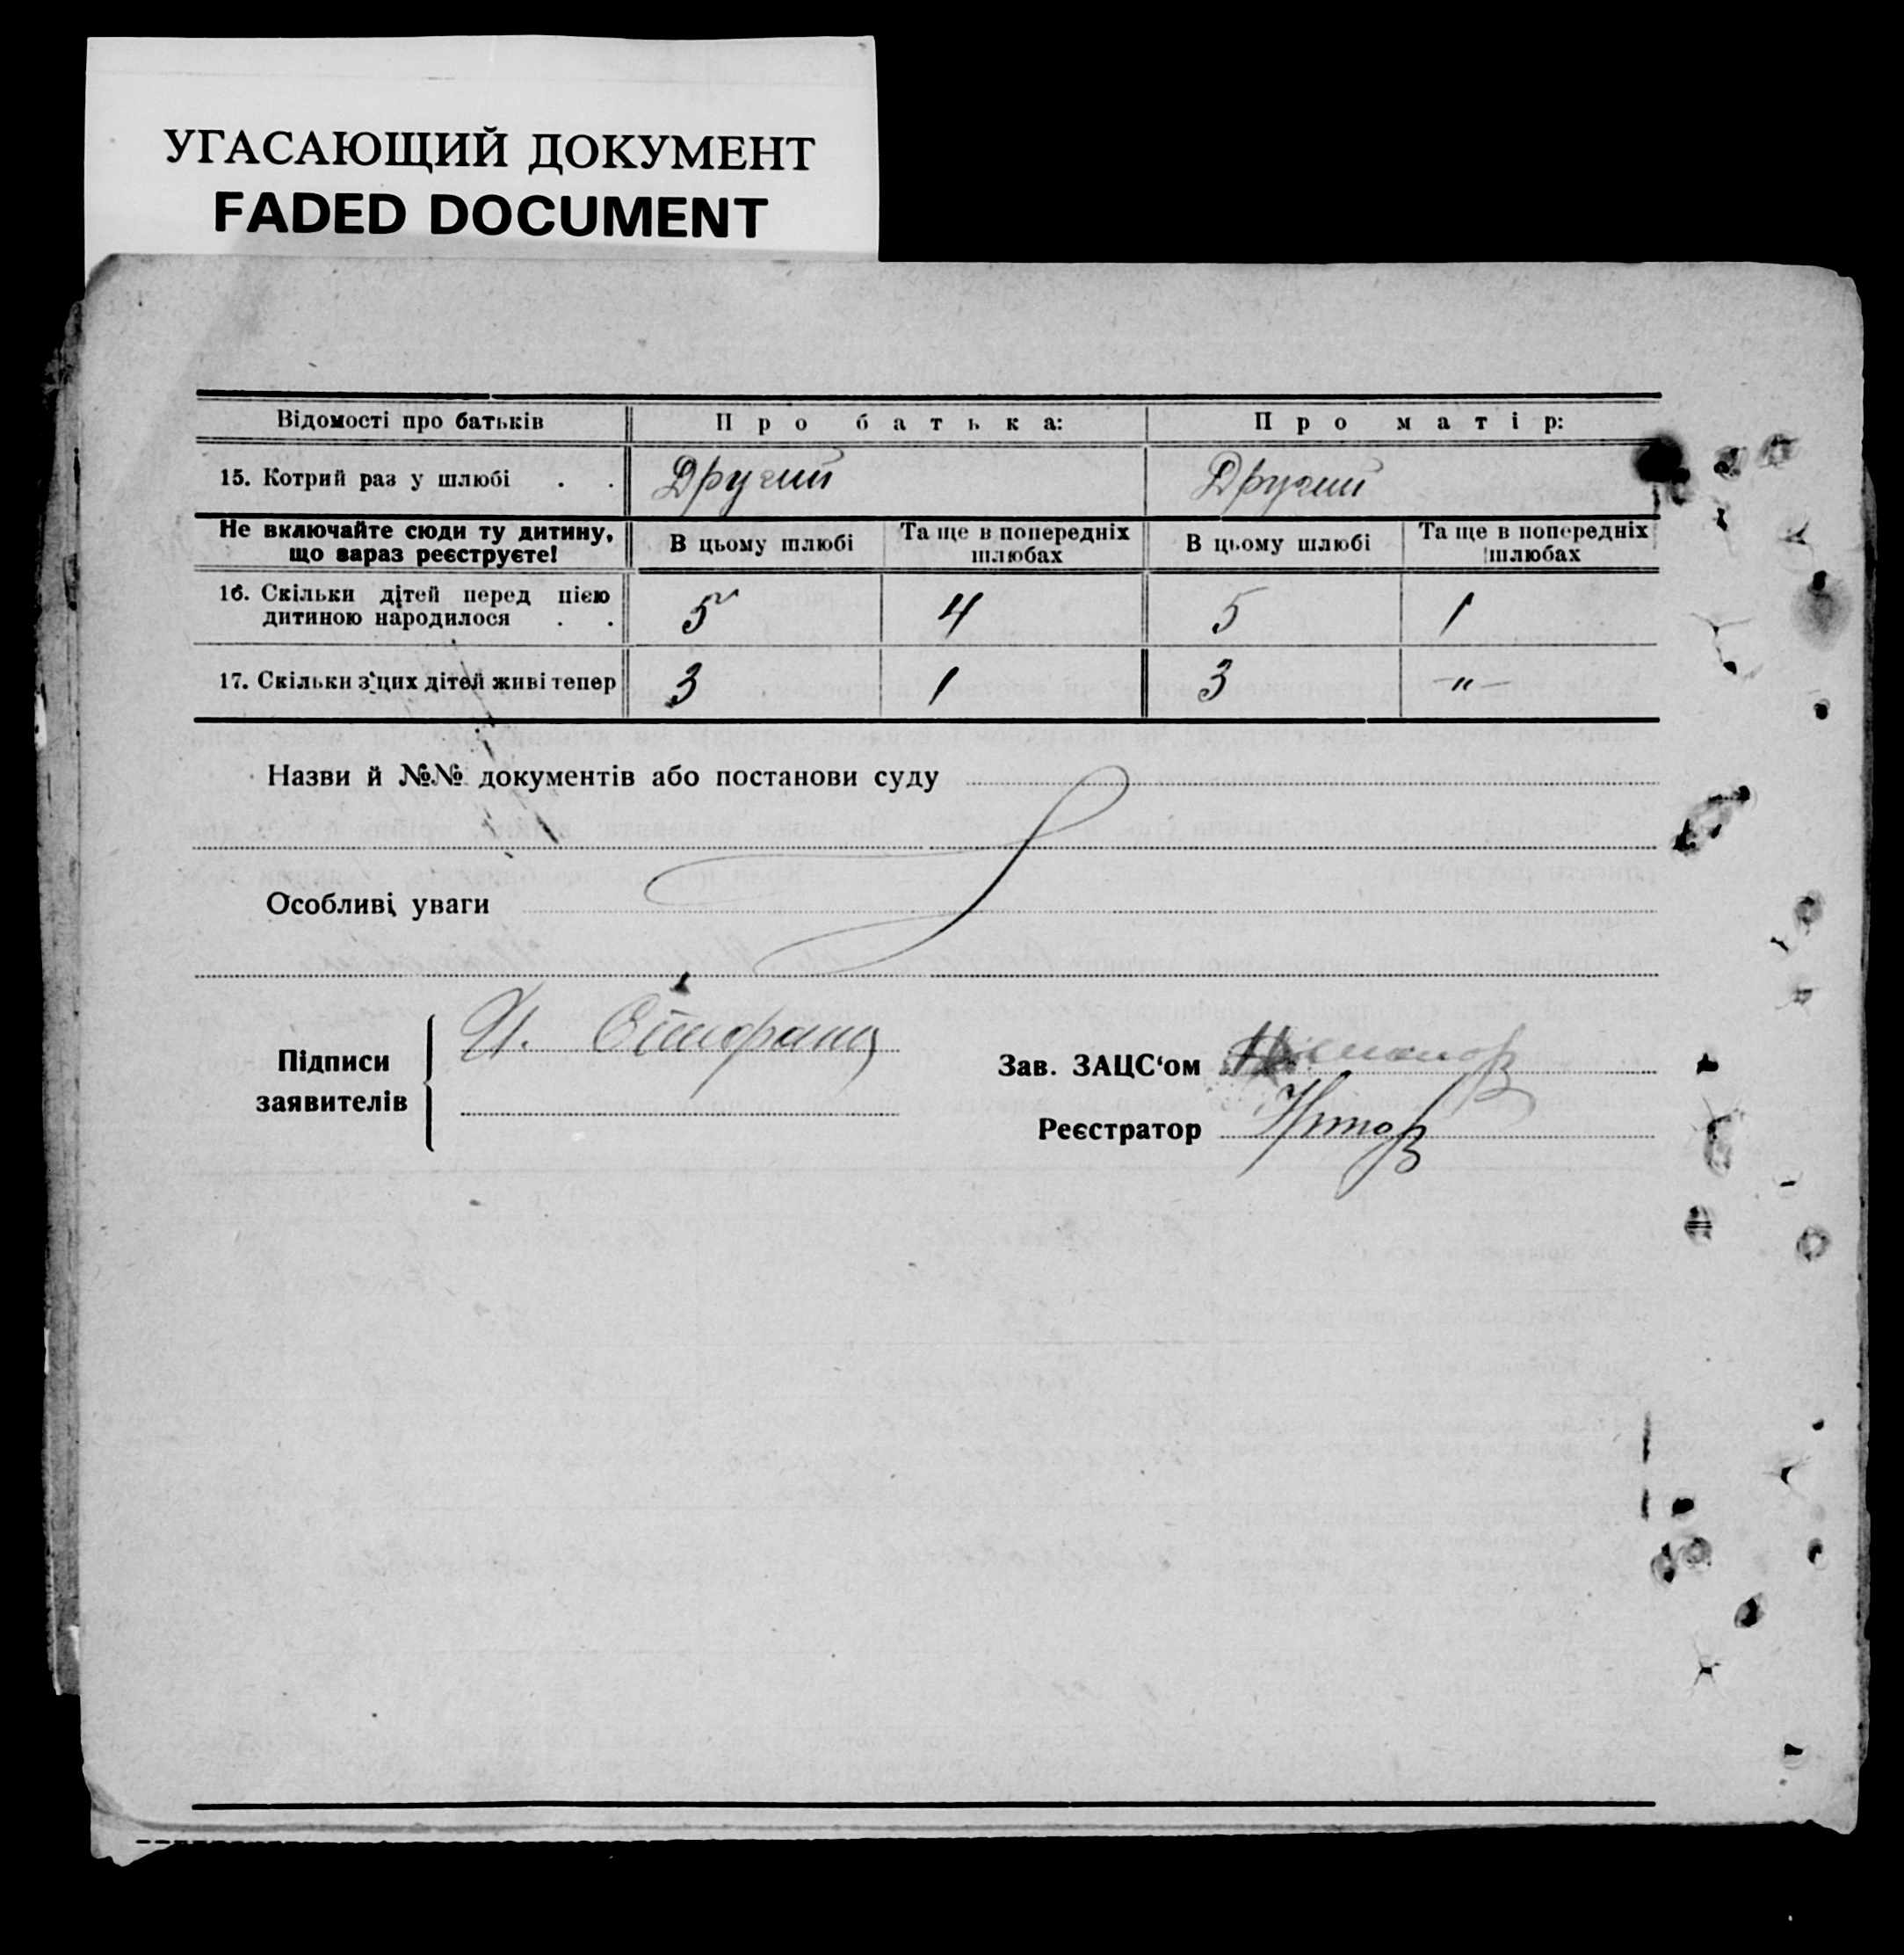 УГАСАЮЩИЙ ДОКУМЕНТ
FADED DOCUMENT
Відомості про батьків Про батька: Про матір:
15. Котрий раз у шлюбі . . Другий Другий
Не включайте сюди ту дитину, що зараз реєструєте! В цьому шлюбі Та ще в попередніх шлюбах В цьому шлюбі Та ще в попередніх шлюбах
16. Скільки дітей перед цією
дитиною народилося . . 5 4 5 1
17. Скільки з цих дітей живі тепер 3 1 3 –"–
Назви й №№ документів або постанови суду
Особливі уваги
Підписи
заявителів
Зав. ЗАЦС'ом
Реєстратор